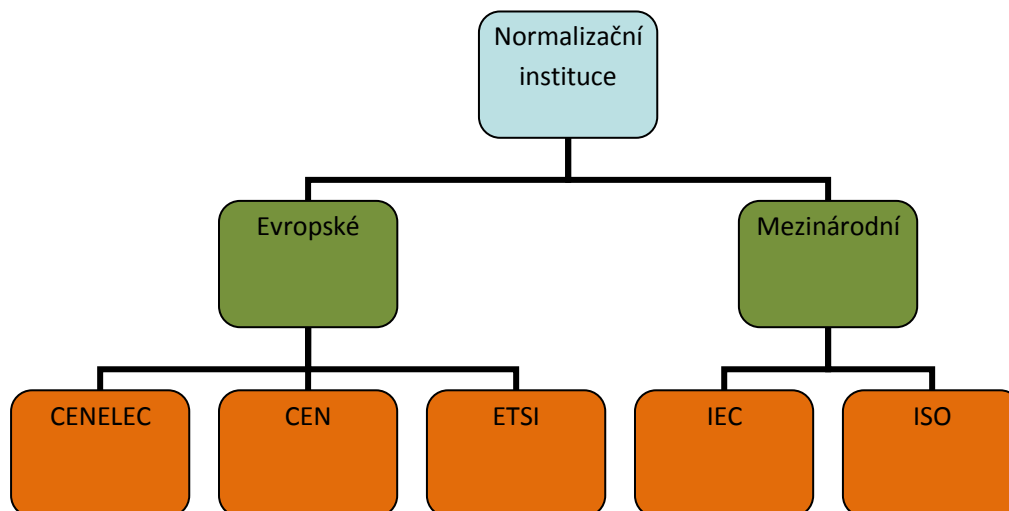 Normalizační
instituce
Evropské
Mezinárodní
CENELEC
CEN
ETSI
IEC
ISO